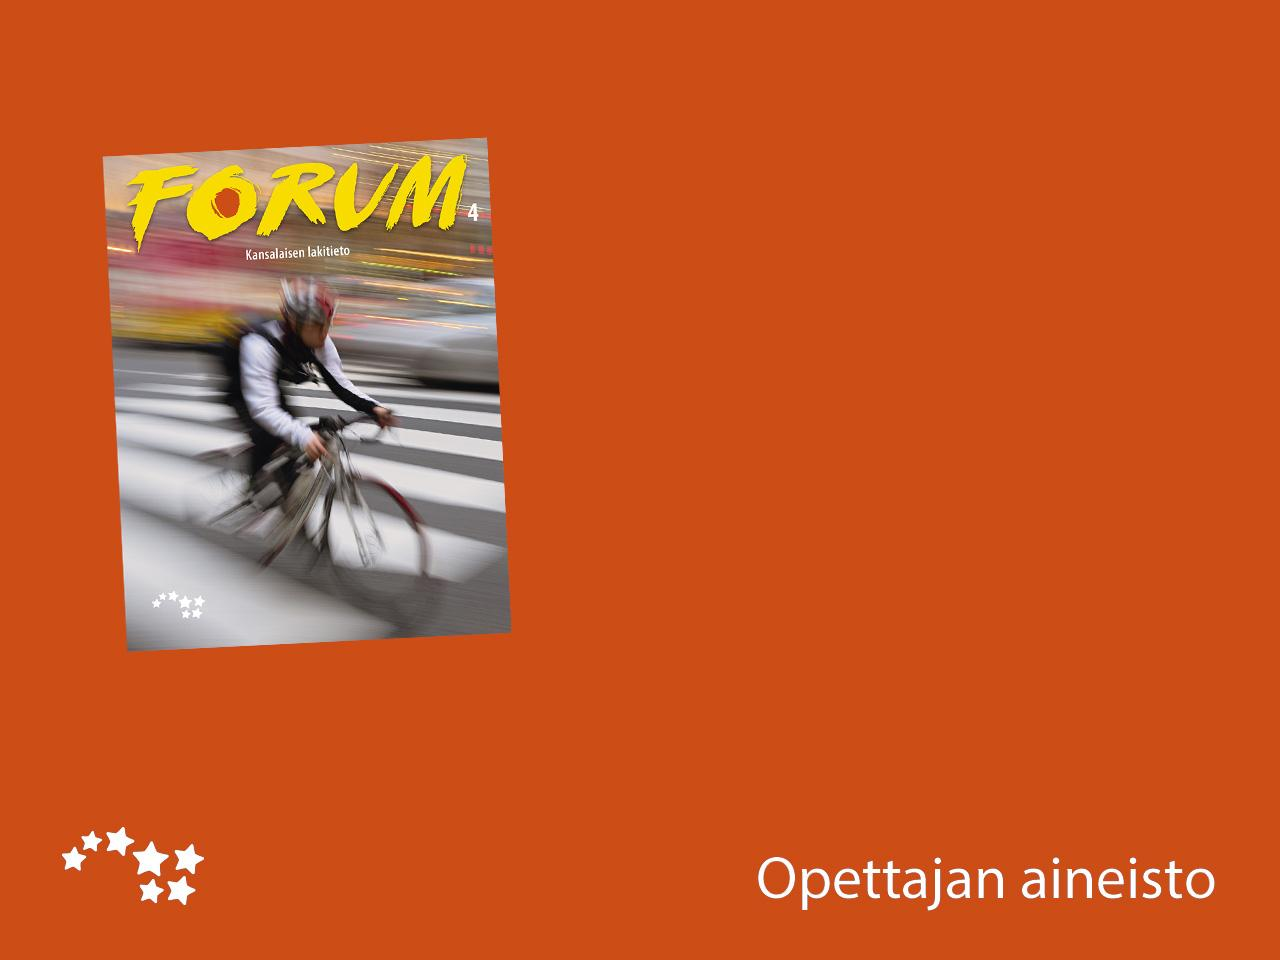 FORUM 4
Kansalaisen lakitieto
Opettajan aineisto